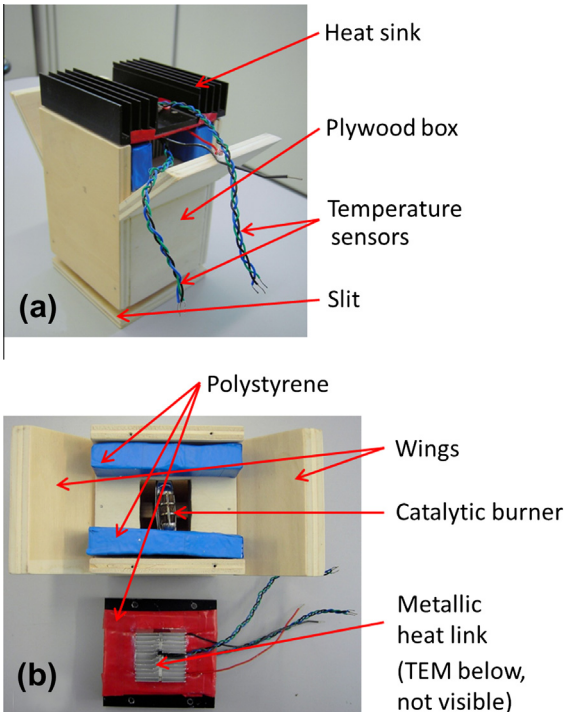 Heat sink
Plywood box
Temperature
sensors
Slit
(a)
Polystyrene
Wings
Catalytic burner
Metallic
heat link
(TEM below,
not visible)
(b)